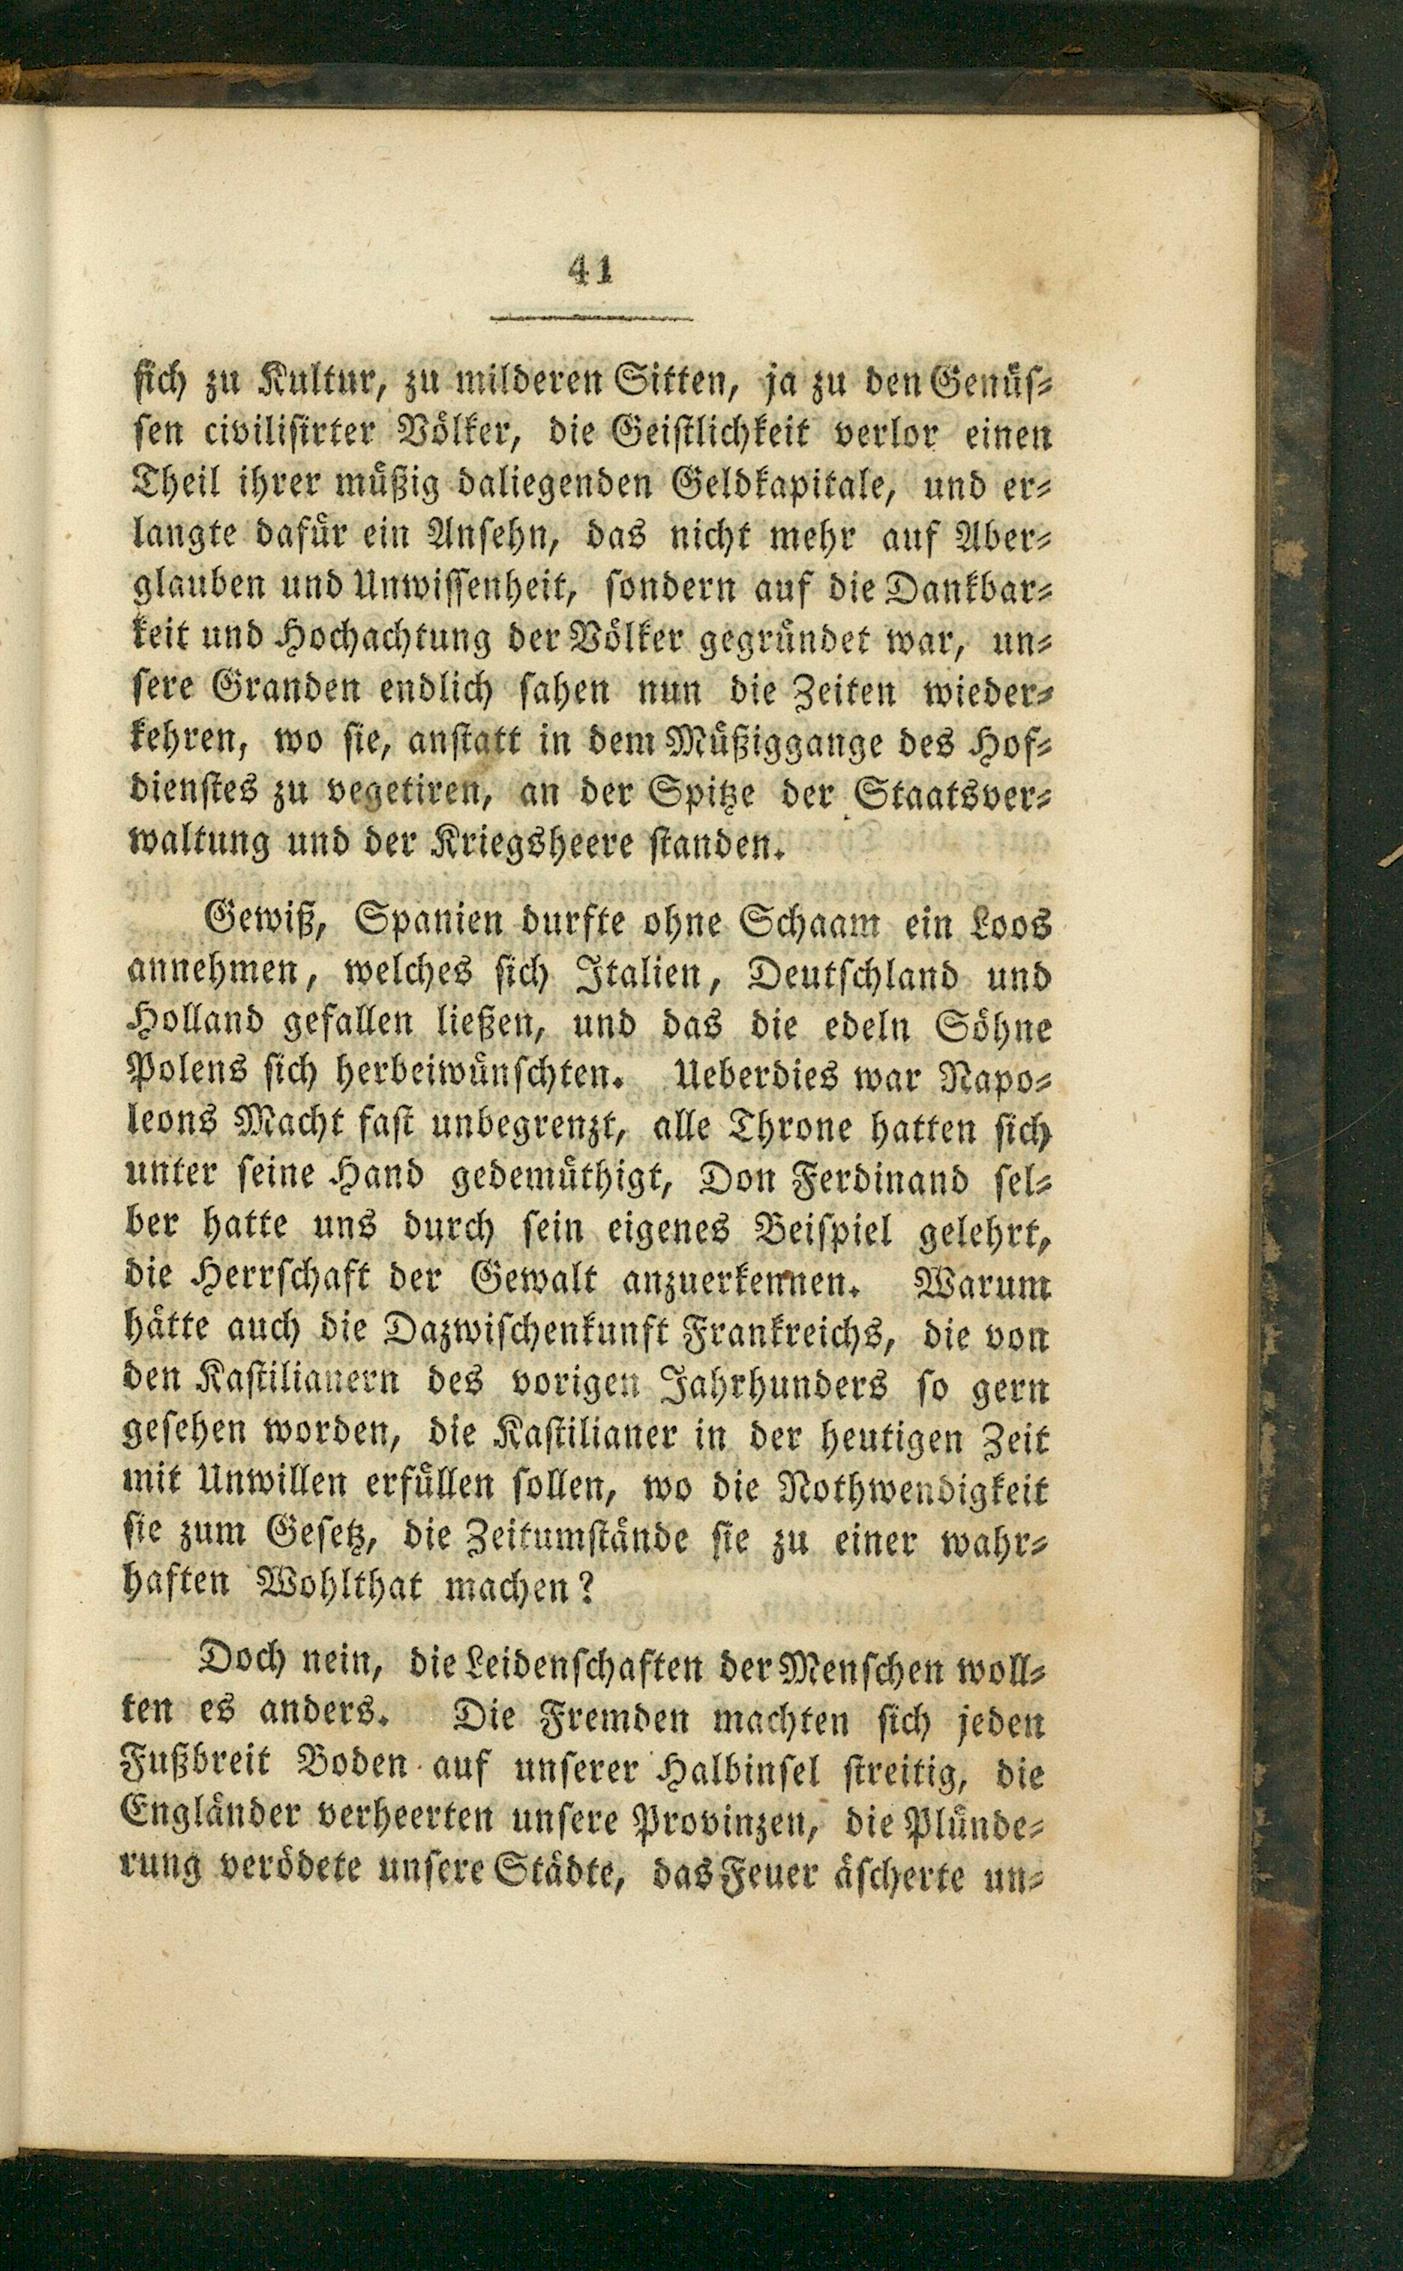 41
sich zu Kultur, zu milderen Sitten, ja zu den Genüs-
sen civilisirter Völker, die Geistlichkeit verlor einen
Theil ihrer müßig daliegenden Geldkapitale, und er-
langte dafür ein Ansehn, das nicht mehr auf Aber-
glauben und Unwissenheit, sondern auf die Dankbar-
keit und Hochachtung der Völker gegründet war, un-
sere Granden endlich sahen nun die Zeiten wieder-
kehren, wo sie, anstatt in dem Müßiggange des Hof-
dienstes zu vegetiren, an der Spitze der Staatsver-
waltung und der Kriegsheere standen.
Gewiß, Spanien durfte ohne Schaam ein Loos
annehmen, welches sich Italien, Deutschland und
Holland gefallen ließen, und das die edeln Söhne
Polens sich herbeiwünschten. Ueberdies war Napo-
leons Macht fast unbegrenzt, alle Throne hatten sich
unter seine Hand gedemüthigt, Don Ferdinand sel-
ber hatte uns durch sein eigenes Beispiel gelehrt,
die Herrschaft der Gewalt anzuerkennen. Warum
hätte auch die Dazwischenkunft Frankreichs, die von
den Kastilianern des vorigen Jahrhunders so gern
gesehen worden, die Kastilianer in der heutigen Zeit
mit Unwillen erfüllen sollen, wo die Nothwendigkeit
sie zum Gesetz, die Zeitumstände sie zu einer wahr-
haften Wohlthat machen?
Doch nein, die Leidenschaften der Menschen woll-
ten es anders. Die Fremden machten sich jeden
Fußbreit Boden auf unserer Halbinsel streitig, die
Engländer verheerten unsere Provinzen, die Plünde-
rung verödete unsere Städte, das Feuer äscherte un-